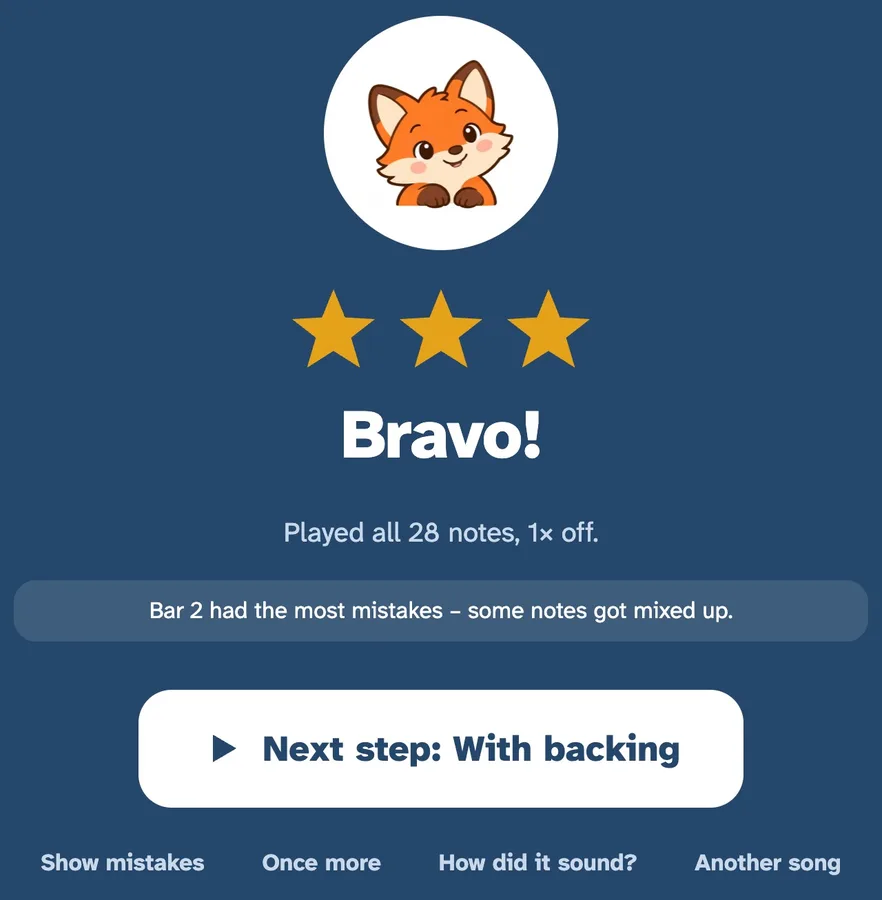 Bravo!
Played all 28 notes, 1× off.
Bar 2 had the most mistakes – some notes got mixed up.
Next step: With backing
Show mistakes
Once more
How did it sound?
Another song